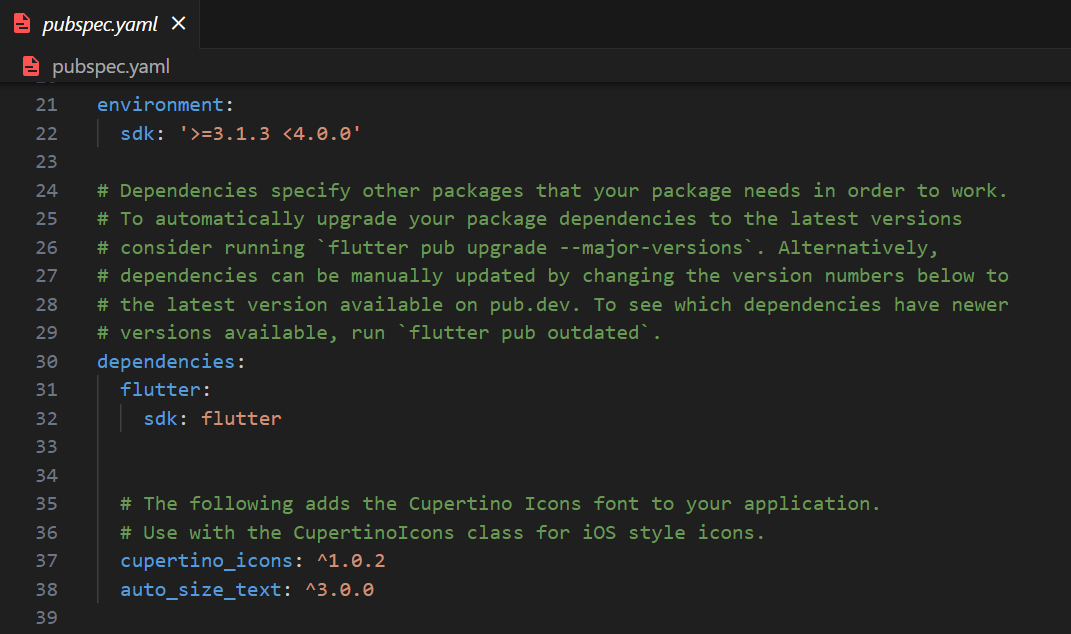 pubspec.yaml
pubspec.yaml
21 environment:
22   sdk: '>=3.1.3 <4.0.0'
23
24 # Dependencies specify other packages that your package needs in order to work.
25 # To automatically upgrade your package dependencies to the latest versions
26 # consider running `flutter pub upgrade --major-versions`. Alternatively,
27 # dependencies can be manually updated by changing the version numbers below to
28 # the latest version available on pub.dev. To see which dependencies have newer
29 # versions available, run `flutter pub outdated`.
30 dependencies:
31   flutter:
32     sdk: flutter
33
34
35   # The following adds the Cupertino Icons font to your application.
36   # Use with the CupertinoIcons class for iOS style icons.
37   cupertino_icons: ^1.0.2
38   auto_size_text: ^3.0.0
39